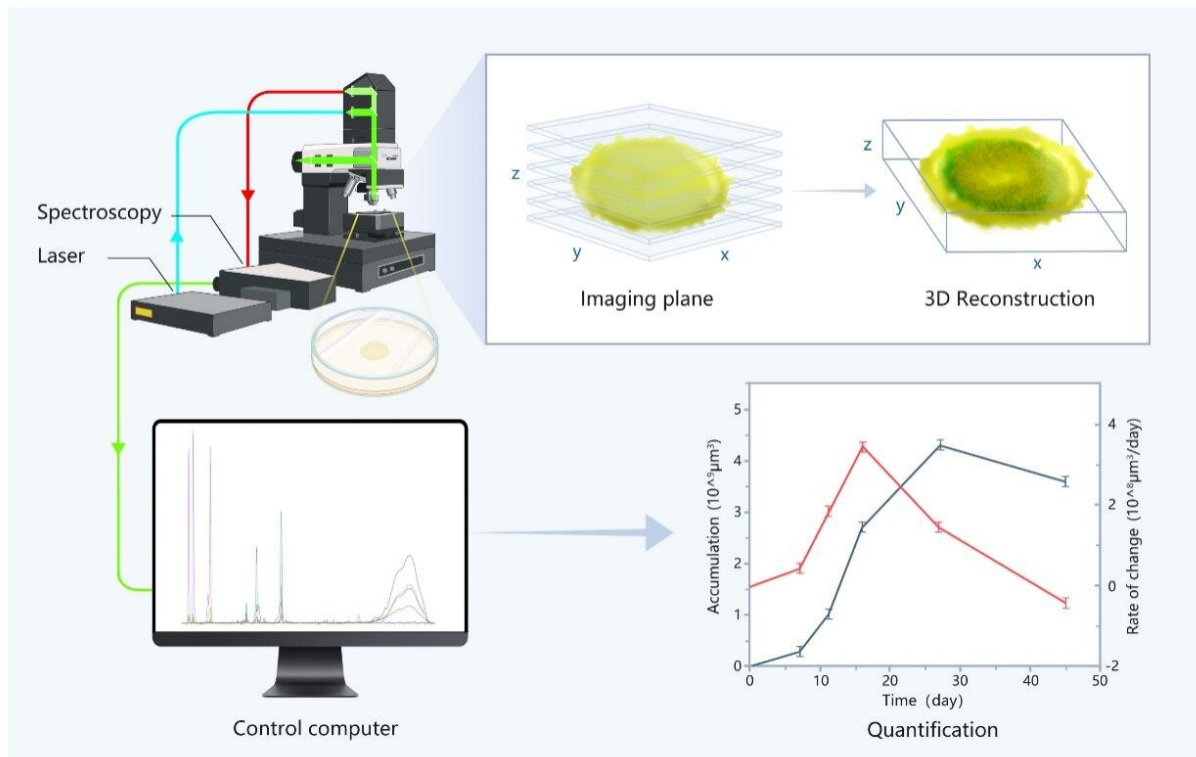 Spectroscopy
Laser
z
y
x
Imaging plane
z
y
x
3D Reconstruction
Control computer
Accumulation (10^9μm³)
5
4
3
2
1
0
0
10
20
30
40
50
Time (day)
4
2
0
-2
Rate of change (10^8μm³/day)
Quantification